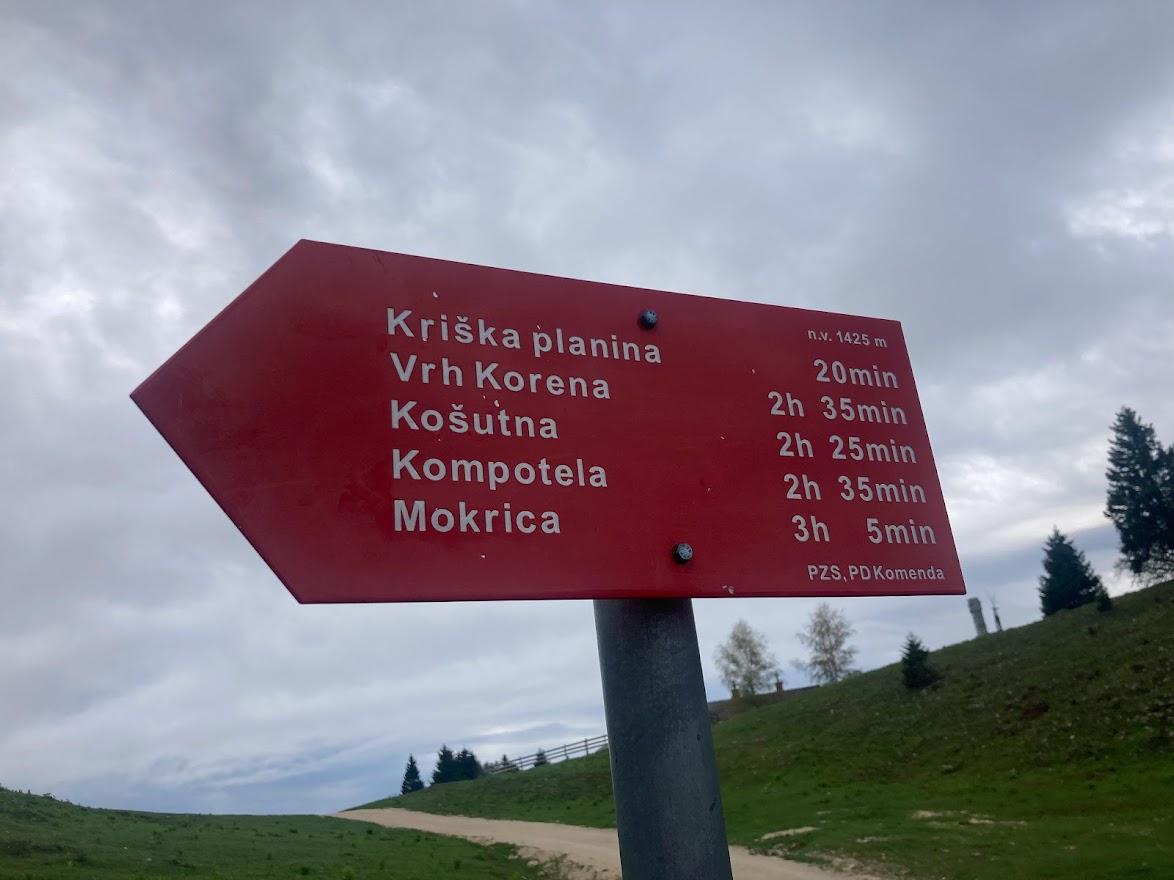 n.v. 1425 m
Kriška planina 20min
Vrh Korena 2h 35min
Košutna 2h 25min
Kompotela 2h 35min
Mokrica 3h 5min
PZS, PD Komenda